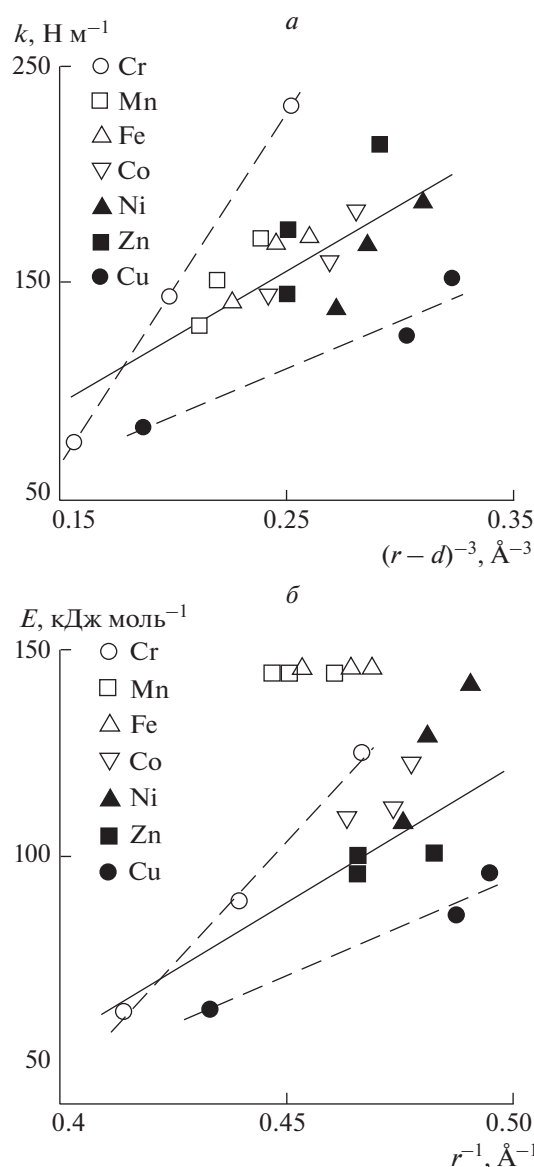 а
k, Н м⁻¹
250
Cr
Mn
Fe
Co
Ni
150
Zn
Cu
50
0.15 0.25 0.35
(r – d)⁻³, Å⁻³
б
E, кДж моль⁻¹
150
Cr
Mn
Fe
Co
Ni
100
Zn
Cu
50
0.4 0.45 0.50
r⁻¹, Å⁻¹